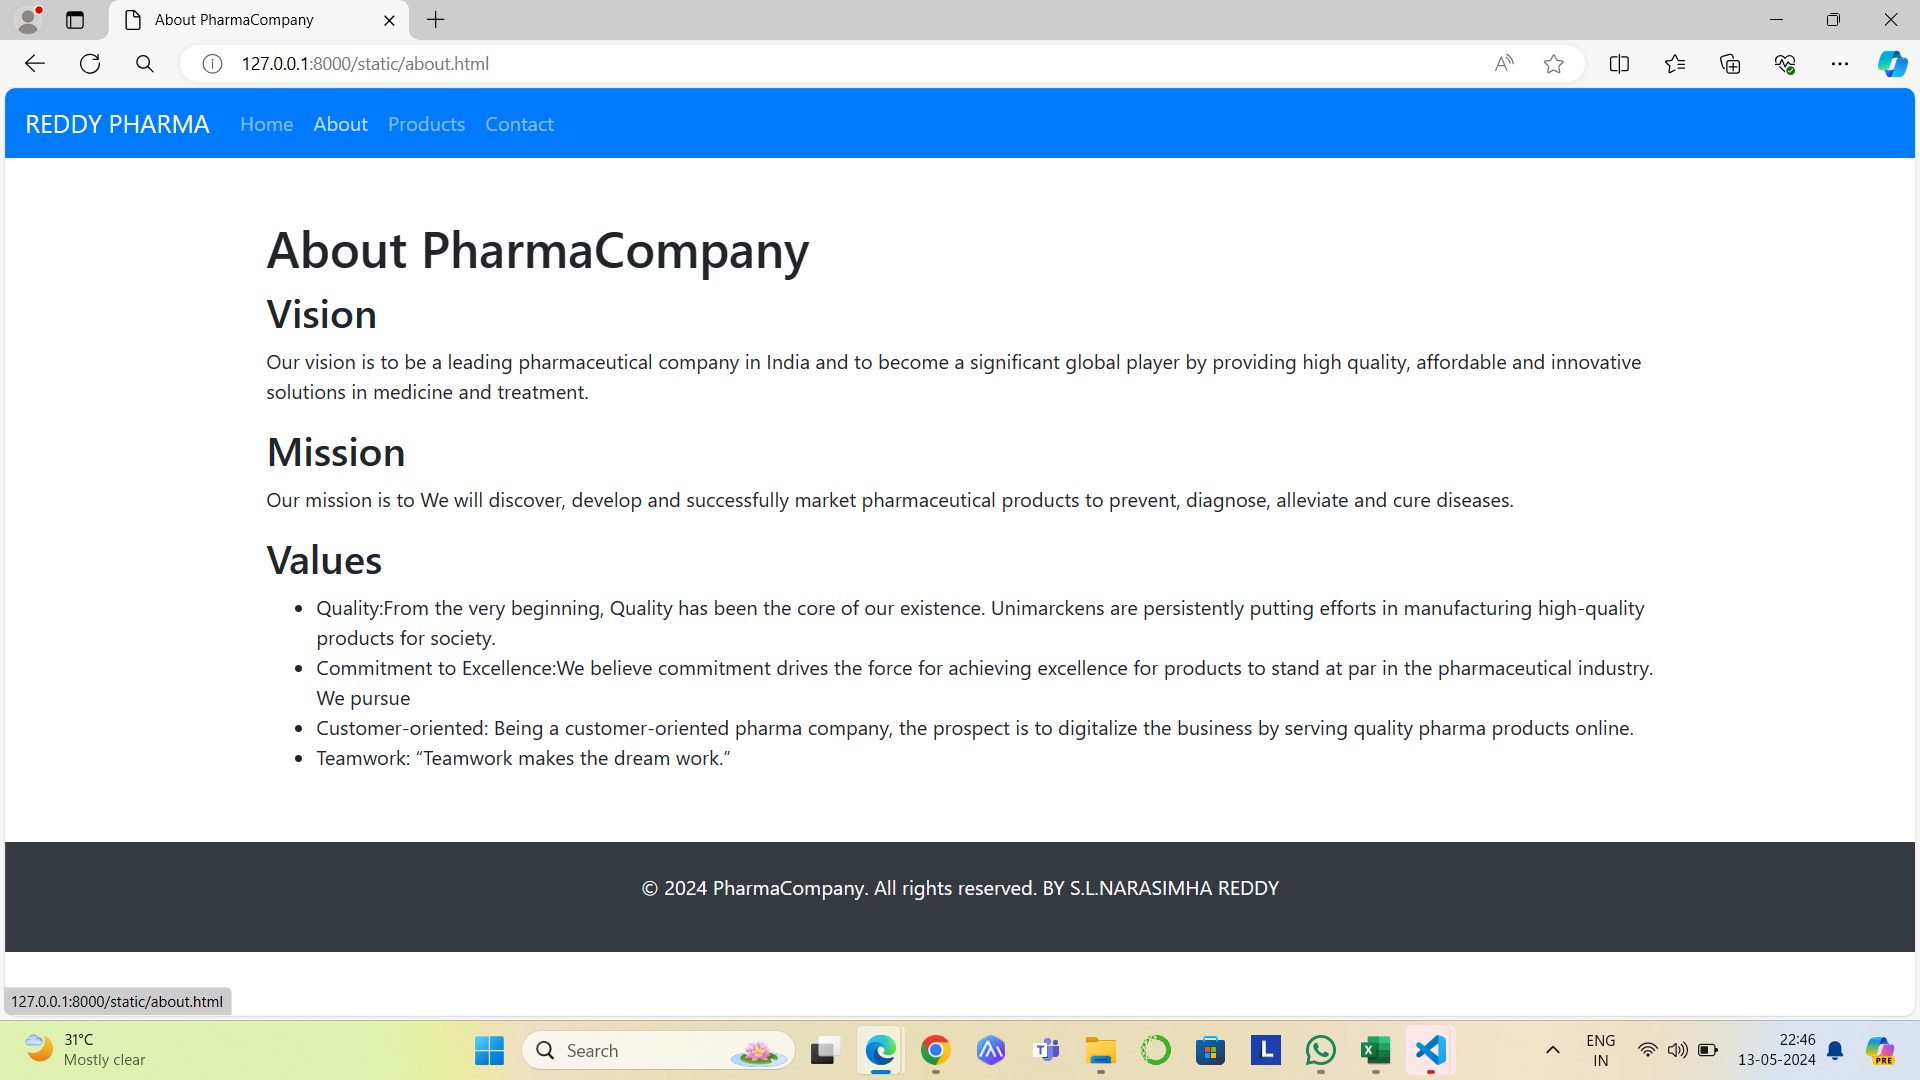 About PharmaCompany
127.0.0.1:8000/static/about.html
REDDY PHARMA Home About Products Contact
About PharmaCompany
Vision
Our vision is to be a leading pharmaceutical company in India and to become a significant global player by providing high quality, affordable and innovative
solutions in medicine and treatment.
Mission
Our mission is to We will discover, develop and successfully market pharmaceutical products to prevent, diagnose, alleviate and cure diseases.
Values
• Quality:From the very beginning, Quality has been the core of our existence. Unimarckens are persistently putting efforts in manufacturing high-quality
products for society.
• Commitment to Excellence:We believe commitment drives the force for achieving excellence for products to stand at par in the pharmaceutical industry.
We pursue
• Customer-oriented: Being a customer-oriented pharma company, the prospect is to digitalize the business by serving quality pharma products online.
• Teamwork: “Teamwork makes the dream work.”
© 2024 PharmaCompany. All rights reserved. BY S.L.NARASIMHA REDDY
127.0.0.1:8000/static/about.html
31°C
Mostly clear
Search
L
ENG
IN
22:46
13-05-2024
PRE